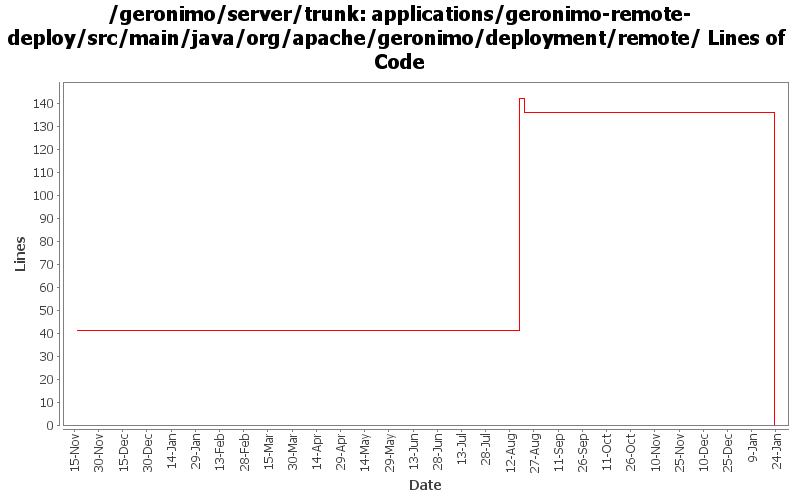 /geronimo/server/trunk: applications/geronimo-remote-
deploy/src/main/java/org/apache/geronimo/deployment/remote/ Lines of
Code
140
130
120
110
100
90
80
70
60
50
40
30
20
10
0
Lines
15-Nov
30-Nov
15-Dec
30-Dec
14-Jan
29-Jan
13-Feb
28-Feb
15-Mar
30-Mar
14-Apr
29-Apr
14-May
29-May
13-Jun
28-Jun
13-Jul
28-Jul
12-Aug
27-Aug
11-Sep
26-Sep
11-Oct
26-Oct
10-Nov
25-Nov
10-Dec
25-Dec
9-Jan
24-Jan
Date